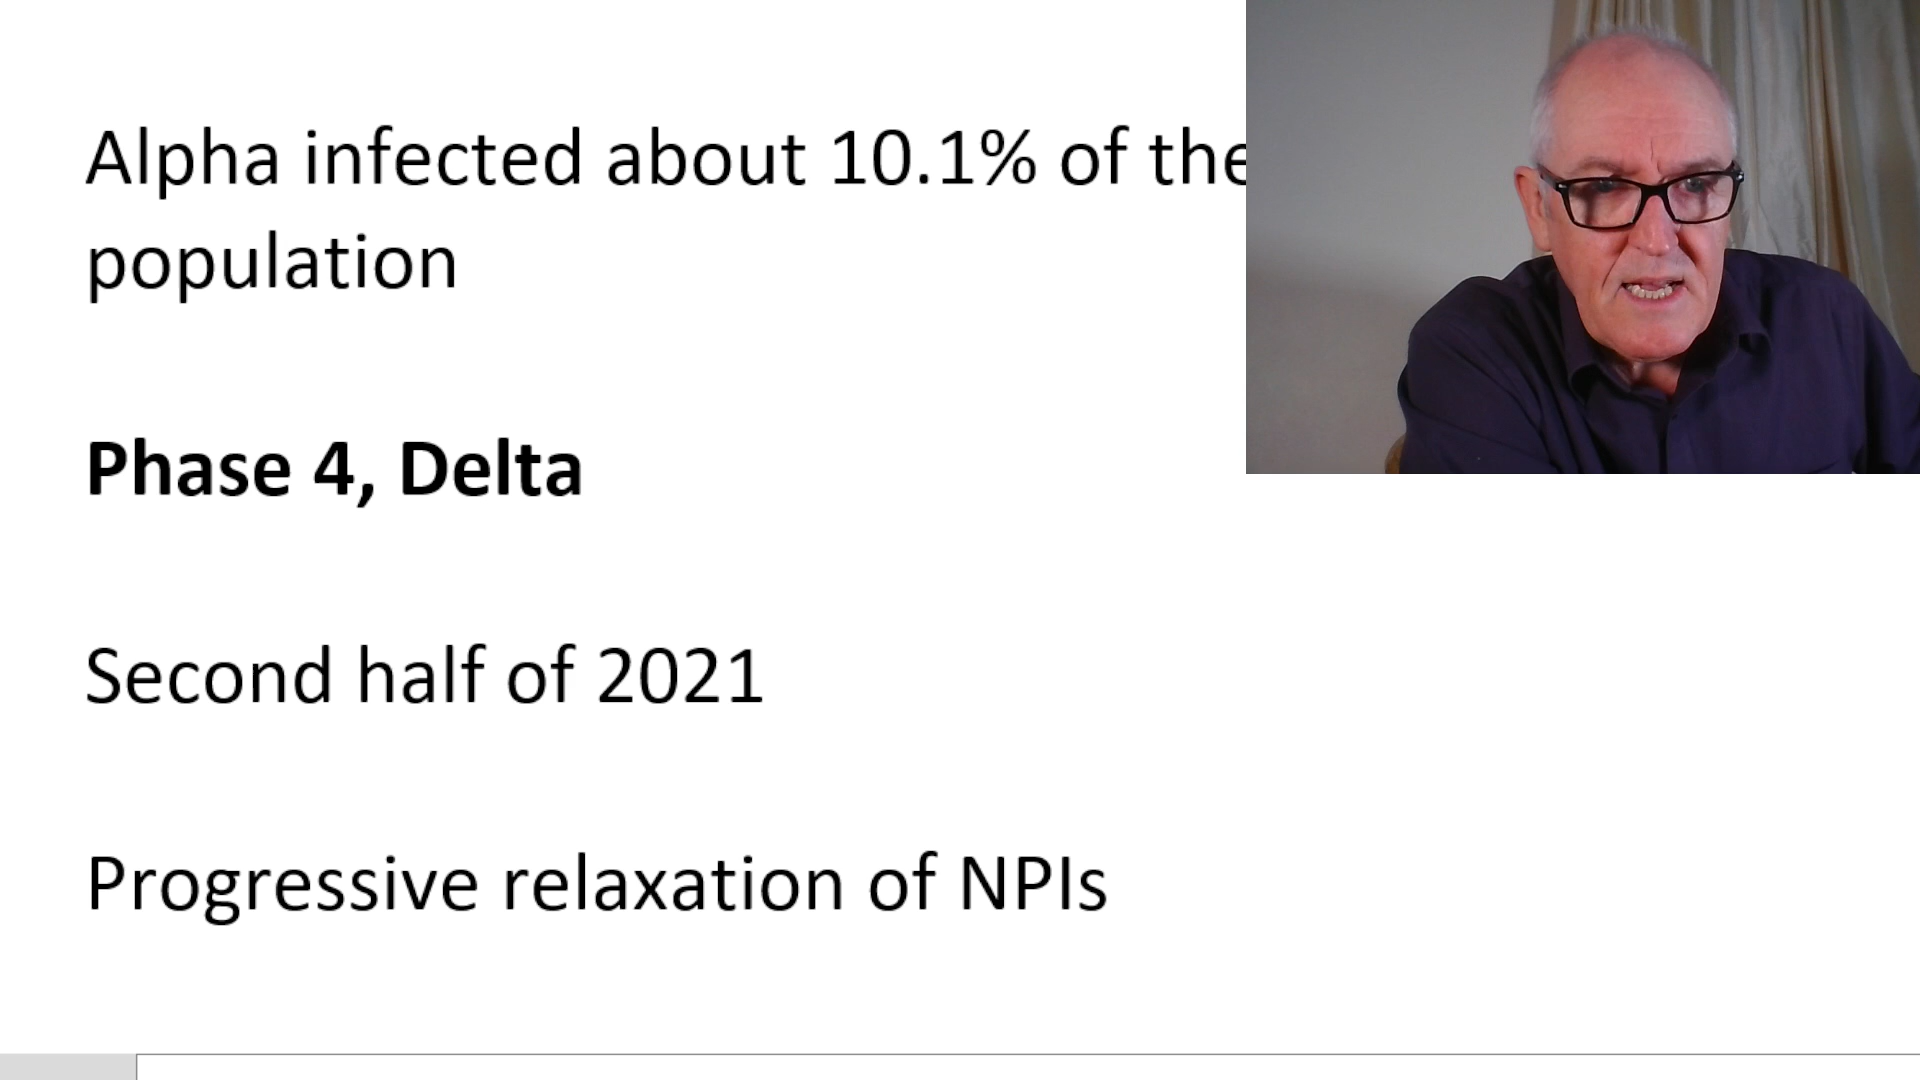 Alpha infected about 10.1% of the
population
Phase 4, Delta
Second half of 2021
Progressive relaxation of NPIs